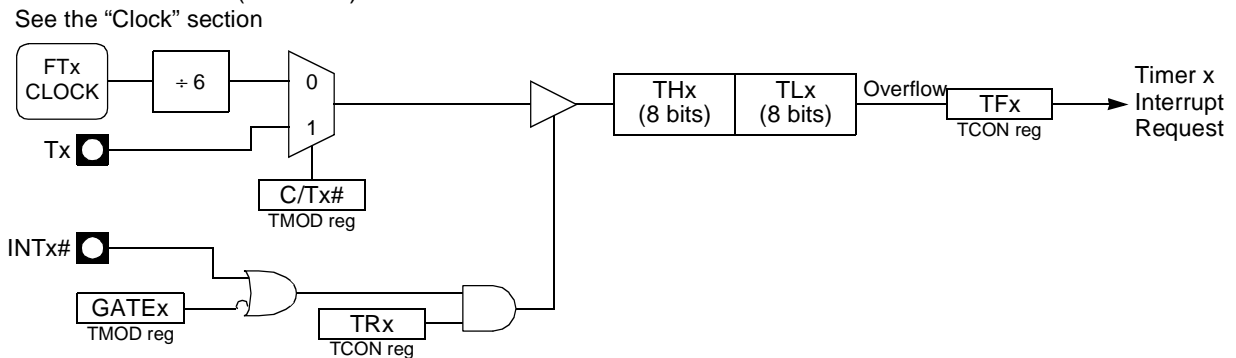 See the “Clock” section
FTx
CLOCK
÷ 6
0
1
Tx
C/Tx#
TMOD reg
THx
(8 bits)
TLx
(8 bits)
Overflow
TFx
TCON reg
Timer x
Interrupt
Request
INTx#
GATEx
TMOD reg
TRx
TCON reg